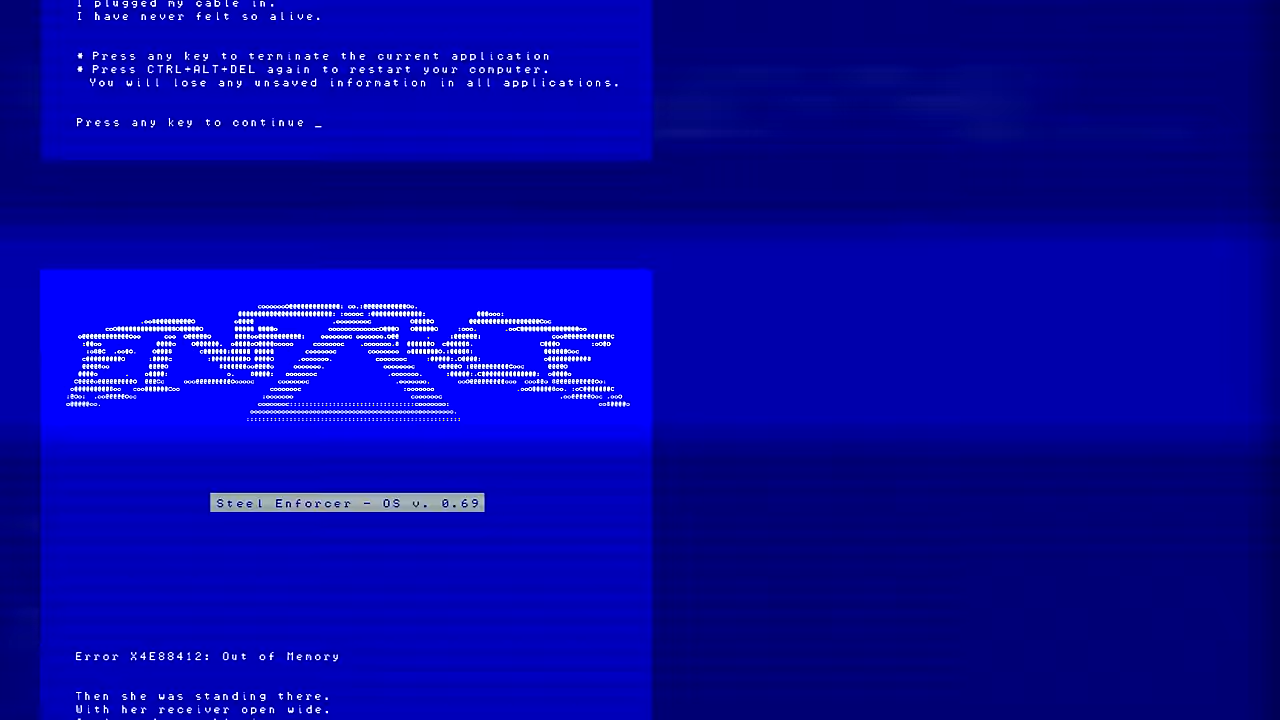 I plugged my cable in.
I have never felt so alive.
* Press any key to terminate the current application
* Press CTRL+ALT+DEL again to restart your computer.
You will lose any unsaved information in all applications.
Press any key to continue _
Steel Enforcer - OS v. 0.69
Error X4E88412: Out of Memory
Then she was standing there.
With her receiver open wide.